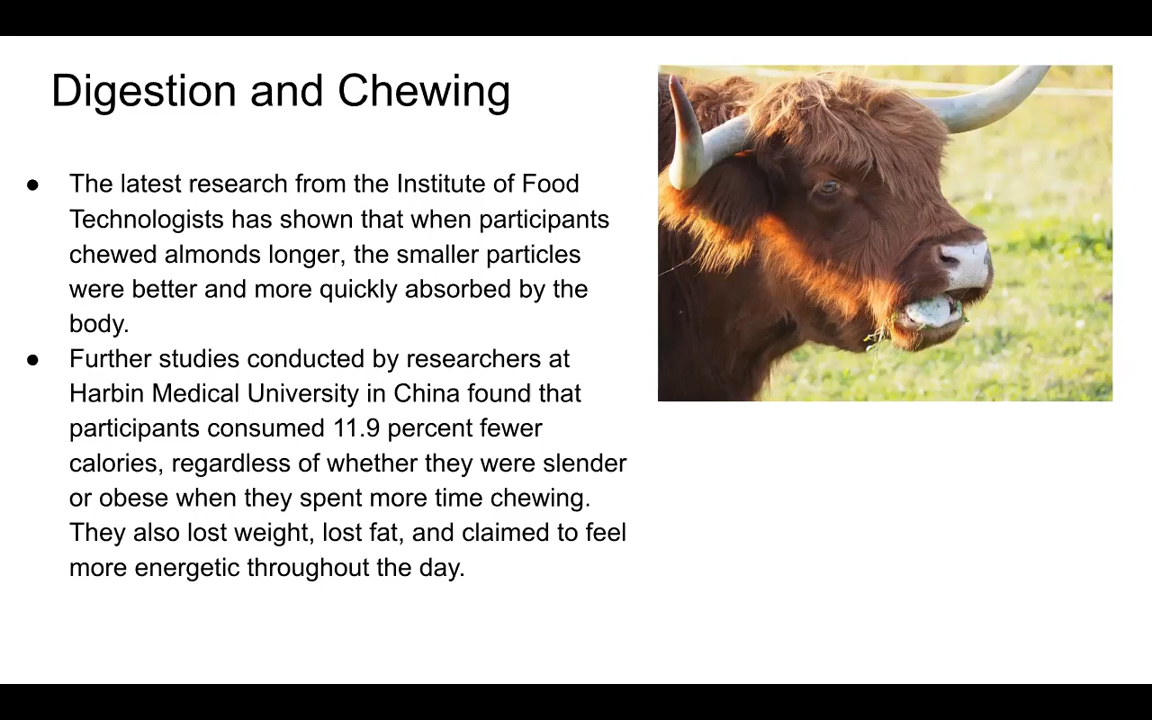 Digestion and Chewing
● The latest research from the Institute of Food
Technologists has shown that when participants
chewed almonds longer, the smaller particles
were better and more quickly absorbed by the
body.
● Further studies conducted by researchers at
Harbin Medical University in China found that
participants consumed 11.9 percent fewer
calories, regardless of whether they were slender
or obese when they spent more time chewing.
They also lost weight, lost fat, and claimed to feel
more energetic throughout the day.